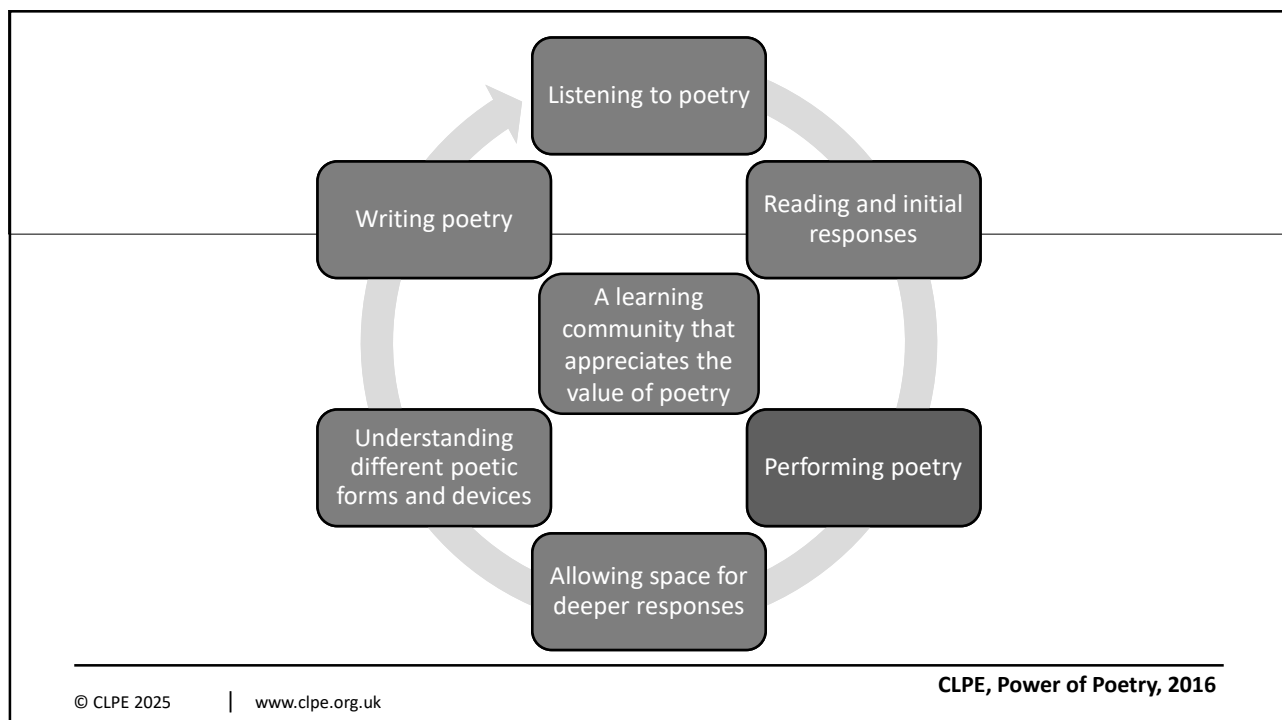 Listening to poetry
Reading and initial
responses
Performing poetry
Allowing space for
deeper responses
Understanding
different poetic
forms and devices
Writing poetry
A learning
community that
appreciates the
value of poetry
CLPE, Power of Poetry, 2016
© CLPE 2025 | www.clpe.org.uk